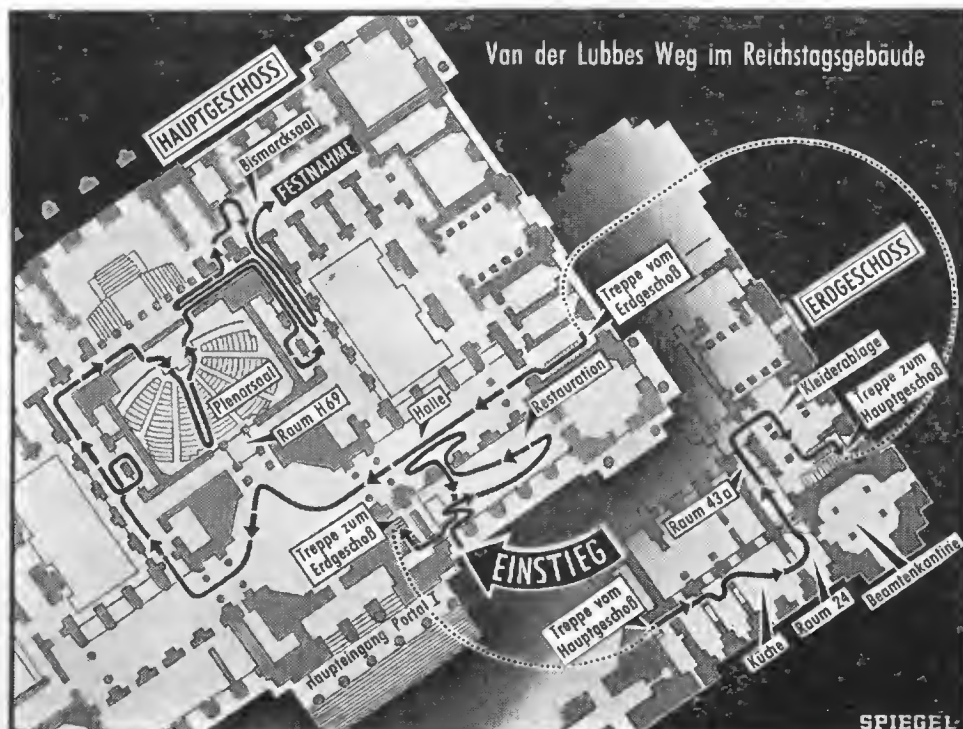 Van der Lubbes Weg im Reichstagsgebäude
HAUPTGESCHOSS
Bismarcksaal
FESTNAHME
Treppe vom
Erdgeschoß
ERDGESCHOSS
Kleiderablage
Treppe zum
Hauptgeschoß
Restauration
Halle
Plenarsaal
Raum H 69
Raum 43a
Treppe zum
Erdgeschoß
EINSTIEG
Beamtenkantine
Raum 24
Küche
Treppe vom
Hauptgeschoß
Haupteingang Portal I
SPIEGEL